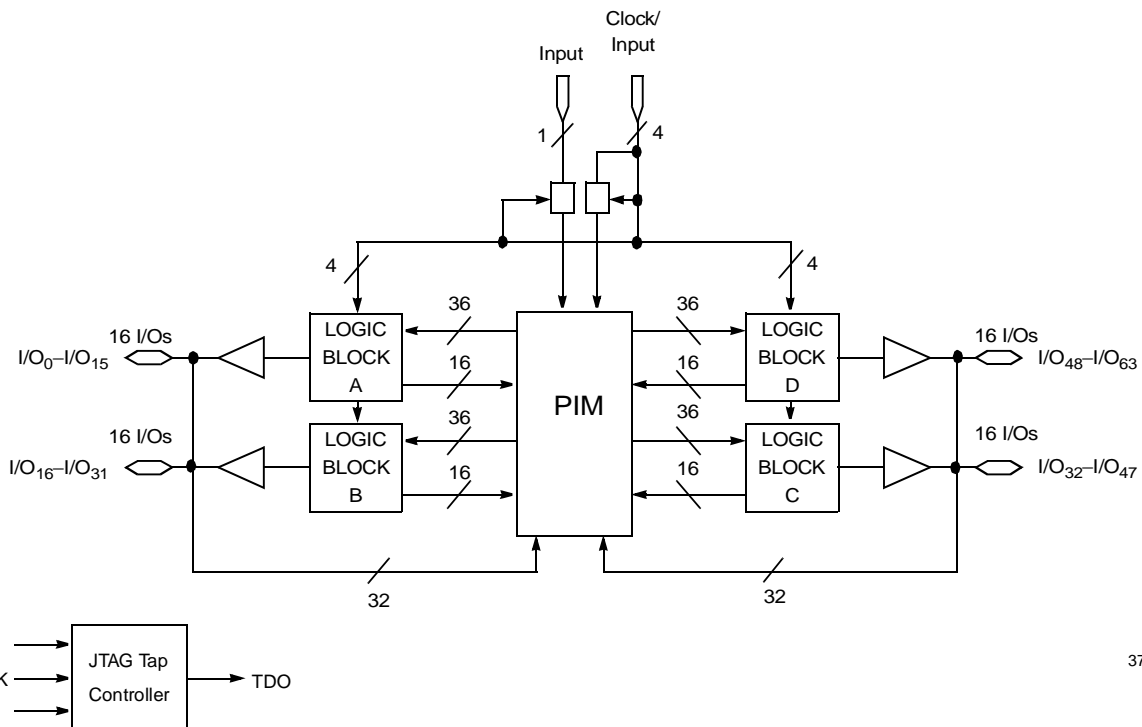 Clock/
Input
Input
1
4
4
4
16 I/Os
LOGIC
BLOCK
A
36
36
LOGIC
BLOCK
D
16 I/Os
I/O0–I/O15
I/O48–I/O63
16
PIM
16
36
36
16 I/Os
LOGIC
BLOCK
B
LOGIC
BLOCK
C
16 I/Os
I/O16–I/O31
I/O32–I/O47
16
16
32
32
JTAG Tap
Controller
K
TDO
37